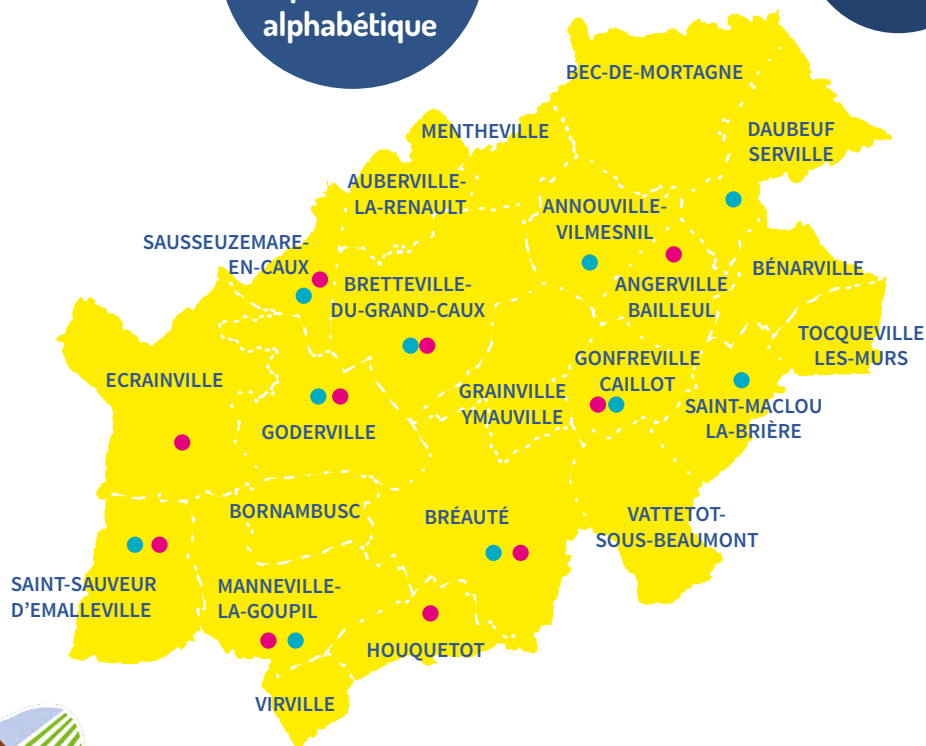 alphabétique
BEC-DE-MORTAGNE
MENTHEVILLE
DAUBEUF
SERVILLE
AUBERVILLE-
LA-RENAULT
ANNOUVILLE-
VILMESNIL
SAUSSEUZEMARE-
EN-CAUX
BRETTEVILLE-
DU-GRAND-CAUX
ANGERVILLE
BAILLEUL
BÉNARVILLE
TOCQUEVILLE
LES-MURS
ECRAINVILLE
GONFREVILLE
CAILLOT
GRAINVILLE
YMAUVILLE
SAINT-MACLOU
LA-BRIÈRE
GODERVILLE
BORNAMBUSC
BRÉAUTÉ
VATTETOT-
SOUS-BEAUMONT
SAINT-SAUVEUR
D'EMALLEVILLE
MANNEVILLE-
LA-GOUPIL
HOUQUETOT
VIRVILLE